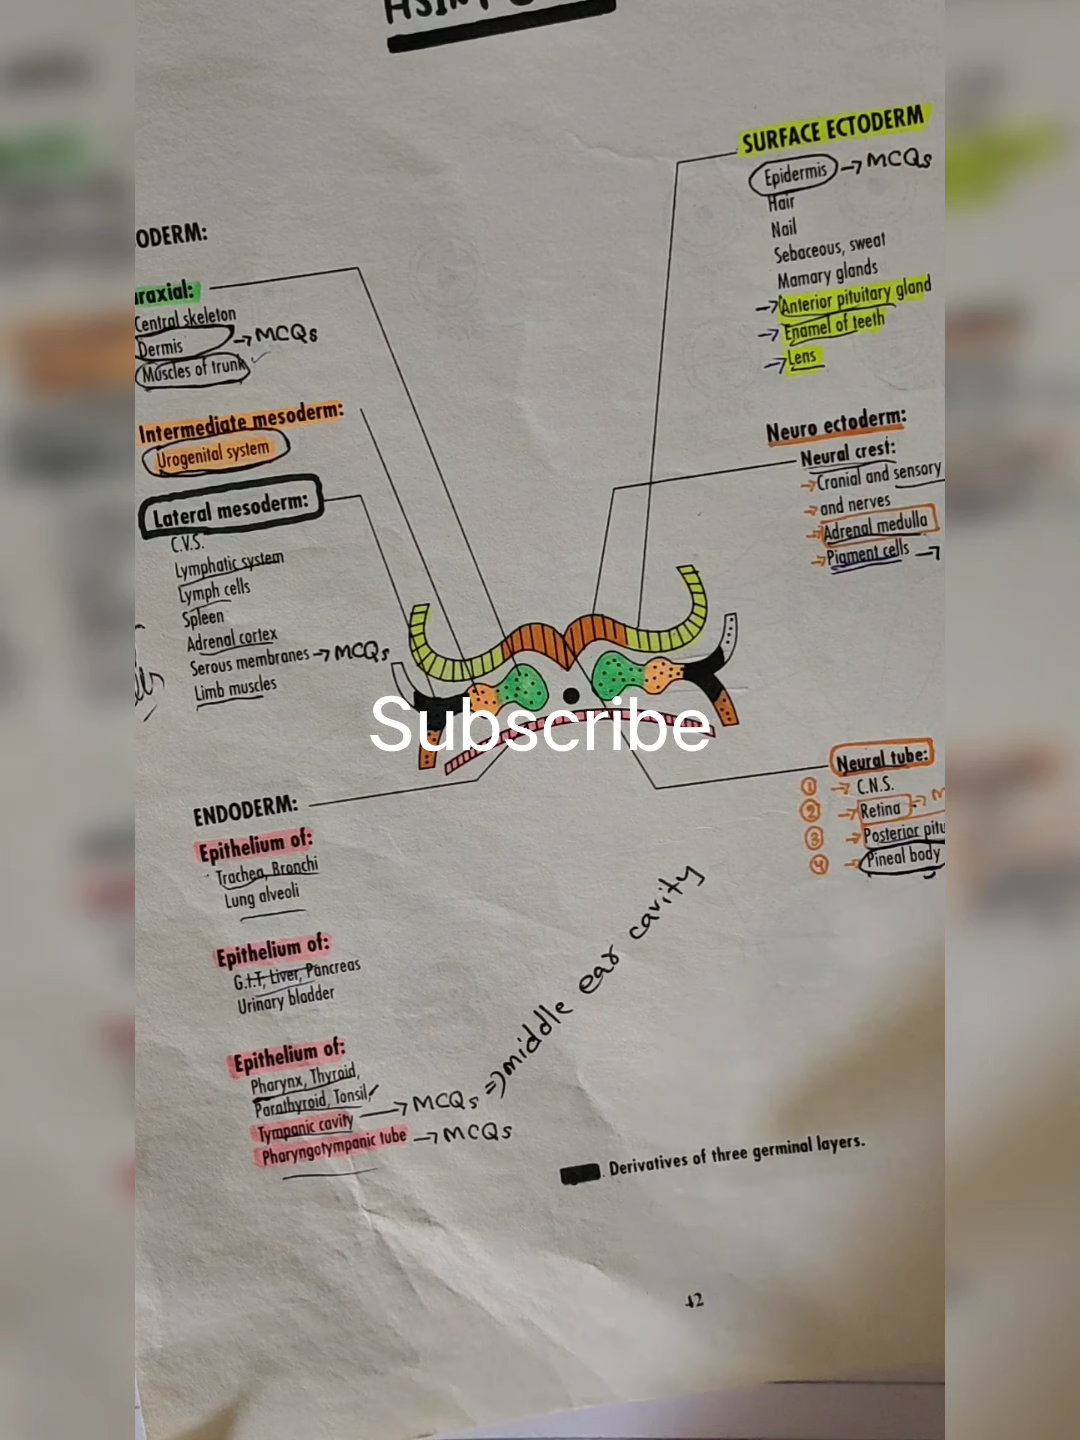 SURFACE ECTODERM
Epidermis → MCQs
Hair
Nail
Sebaceous, sweat
Mamary glands
→ Anterior pituitary gland
→ Enamel of teeth
→ Lens
ODERM:
raxial:
Central skeleton
Dermis → MCQs
Muscles of trunk
Intermediate mesoderm:
Urogenital system
Lateral mesoderm:
C.V.S.
Lymphatic system
Lymph cells
Spleen
Adrenal cortex
Serous membranes → MCQs
Limb muscles
Neuro ectoderm:
Neural crest:
→ Cranial and sensory
→ and nerves
→ Adrenal medulla
→ Pigment cells →
Subscribe
Neural tube:
① → C.N.S.
② → Retina → M
③ → Posterior pitu
④ → Pineal body
ENDODERM:
Epithelium of:
Trachea, Bronchi
Lung alveoli
Epithelium of:
G.I.T, Liver, Pancreas
Urinary bladder
Epithelium of:
Pharynx, Thyroid,
Parathyroid, Tonsil,
Tympanic cavity → MCQs ⇒ middle ear cavity
Pharyngotympanic tube → MCQs
Derivatives of three germinal layers.
42